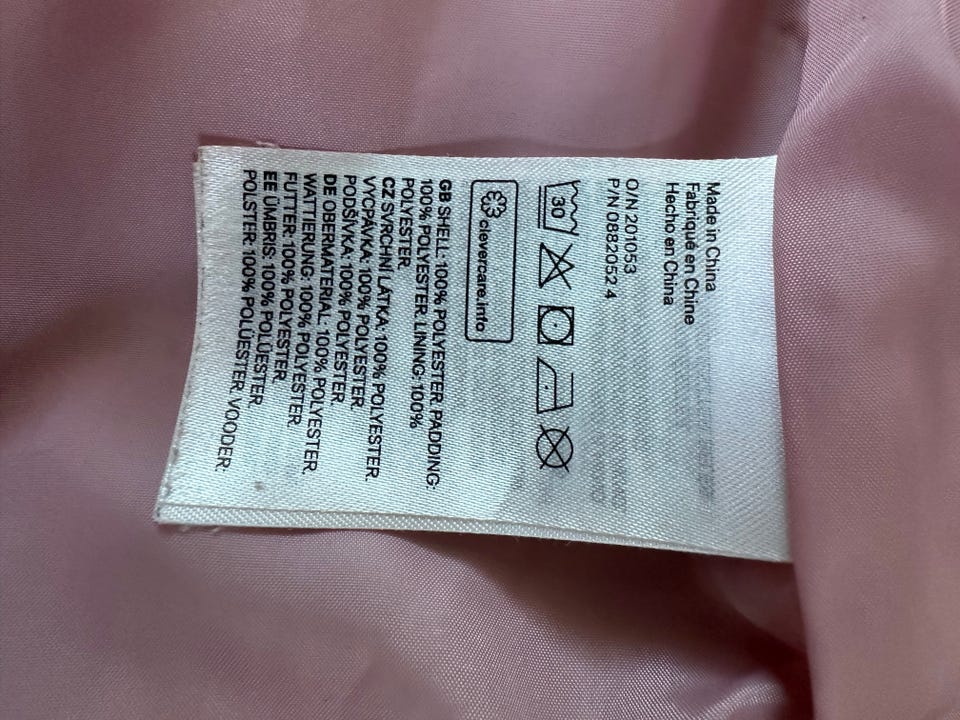 Made in China
Fabriqué en Chine
Hecho en China
O/N 201053
P/N 0882052 4
30
clevercare.info
GB SHELL: 100% POLYESTER. PADDING:
100% POLYESTER. LINING: 100%
POLYESTER.
CZ SVRCHNÍ LÁTKA: 100% POLYESTER.
VÝCPÁVKA: 100% POLYESTER.
PODŠÍVKA: 100% POLYESTER.
DE OBERMATERIAL: 100% POLYESTER.
WATTIERUNG: 100% POLYESTER.
FUTTER: 100% POLYESTER.
EE ÜMBRIS: 100% POLÜESTER.
POLSTER: 100% POLÜESTER. VOODER: